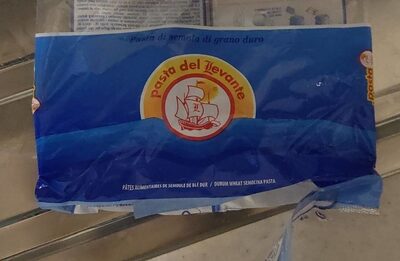 Pasta di semola di grano duro
pasta del Levante
PÂTES ALIMENTAIRES DE SEMOULE DE BLÉ DUR / DURUM WHEAT SEMOLINA PASTA
pasta